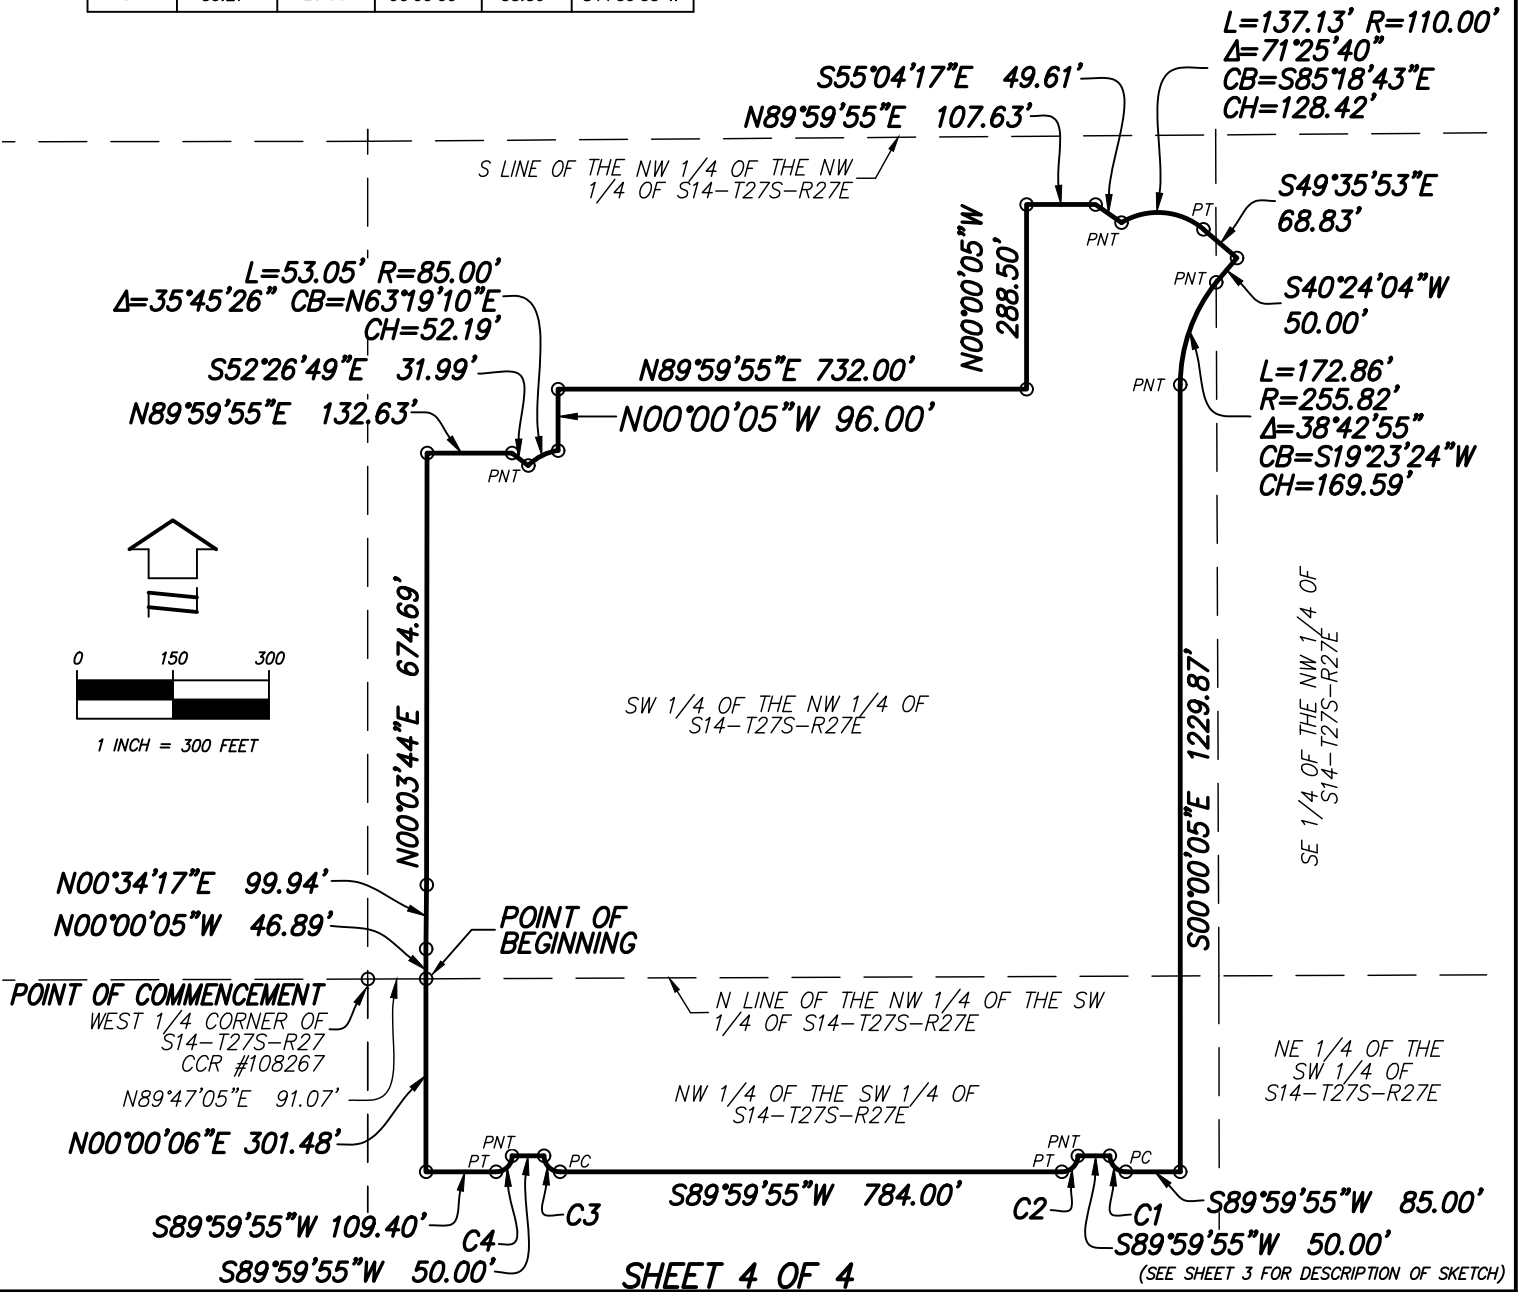 L=137.13' R=110.00'
Δ=71°25'40"
CB=S85°18'43"E
CH=128.42'
S55°04'17"E 49.61'
N89°59'55"E 107.63'
S LINE OF THE NW 1/4 OF THE NW
1/4 OF S14-T27S-R27E
PT
PNT
S49°35'53"E
68.83'
PNT
S40°24'04"W
50.00'
N00°00'05"W
288.50'
L=53.05' R=85.00'
Δ=35°45'26" CB=N63°19'10"E
CH=52.19'
S52°26'49"E 31.99'
N89°59'55"E 132.63'
N89°59'55"E 732.00'
N00°00'05"W 96.00'
PNT
PNT
L=172.86'
R=255.82'
Δ=38°42'55"
CB=S19°23'24"W
CH=169.59'
0 150 300
1 INCH = 300 FEET
N00°03'44"E 674.69'
SW 1/4 OF THE NW 1/4 OF
S14-T27S-R27E
S00°00'05"E 1229.87'
SE 1/4 OF THE NW 1/4 OF
S14-T27S-R27E
N00°34'17"E 99.94'
N00°00'05"W 46.89'
POINT OF
BEGINNING
POINT OF COMMENCEMENT
WEST 1/4 CORNER OF
S14-T27S-R27
CCR #108267
N89°47'05"E 91.07'
N00°00'06"E 301.48'
N LINE OF THE NW 1/4 OF THE SW
1/4 OF S14-T27S-R27E
NW 1/4 OF THE SW 1/4 OF
S14-T27S-R27E
NE 1/4 OF THE
SW 1/4 OF
S14-T27S-R27E
PNT
PT
PC
PNT
PT
PC
S89°59'55"W 109.40'
C4
C3
S89°59'55"W 50.00'
S89°59'55"W 784.00'
C2
C1
S89°59'55"W 85.00'
S89°59'55"W 50.00'
SHEET 4 OF 4
(SEE SHEET 3 FOR DESCRIPTION OF SKETCH)